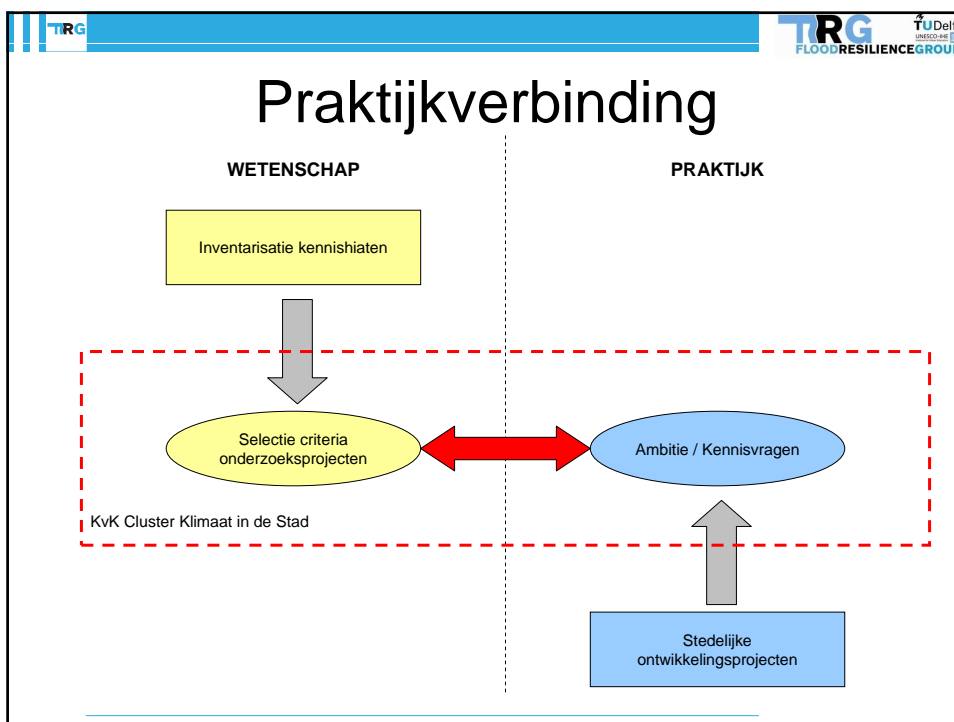 TRG
FRG
FLOODRESILIENCEGROUP
TUDelft
UNESCO-IHE
Praktijkverbinding
WETENSCHAP
PRAKTIJK
Inventarisatie kennishiaten
Selectie criteria
onderzoeksprojecten
Ambitie / Kennisvragen
KvK Cluster Klimaat in de Stad
Stedelijke
ontwikkelingsprojecten